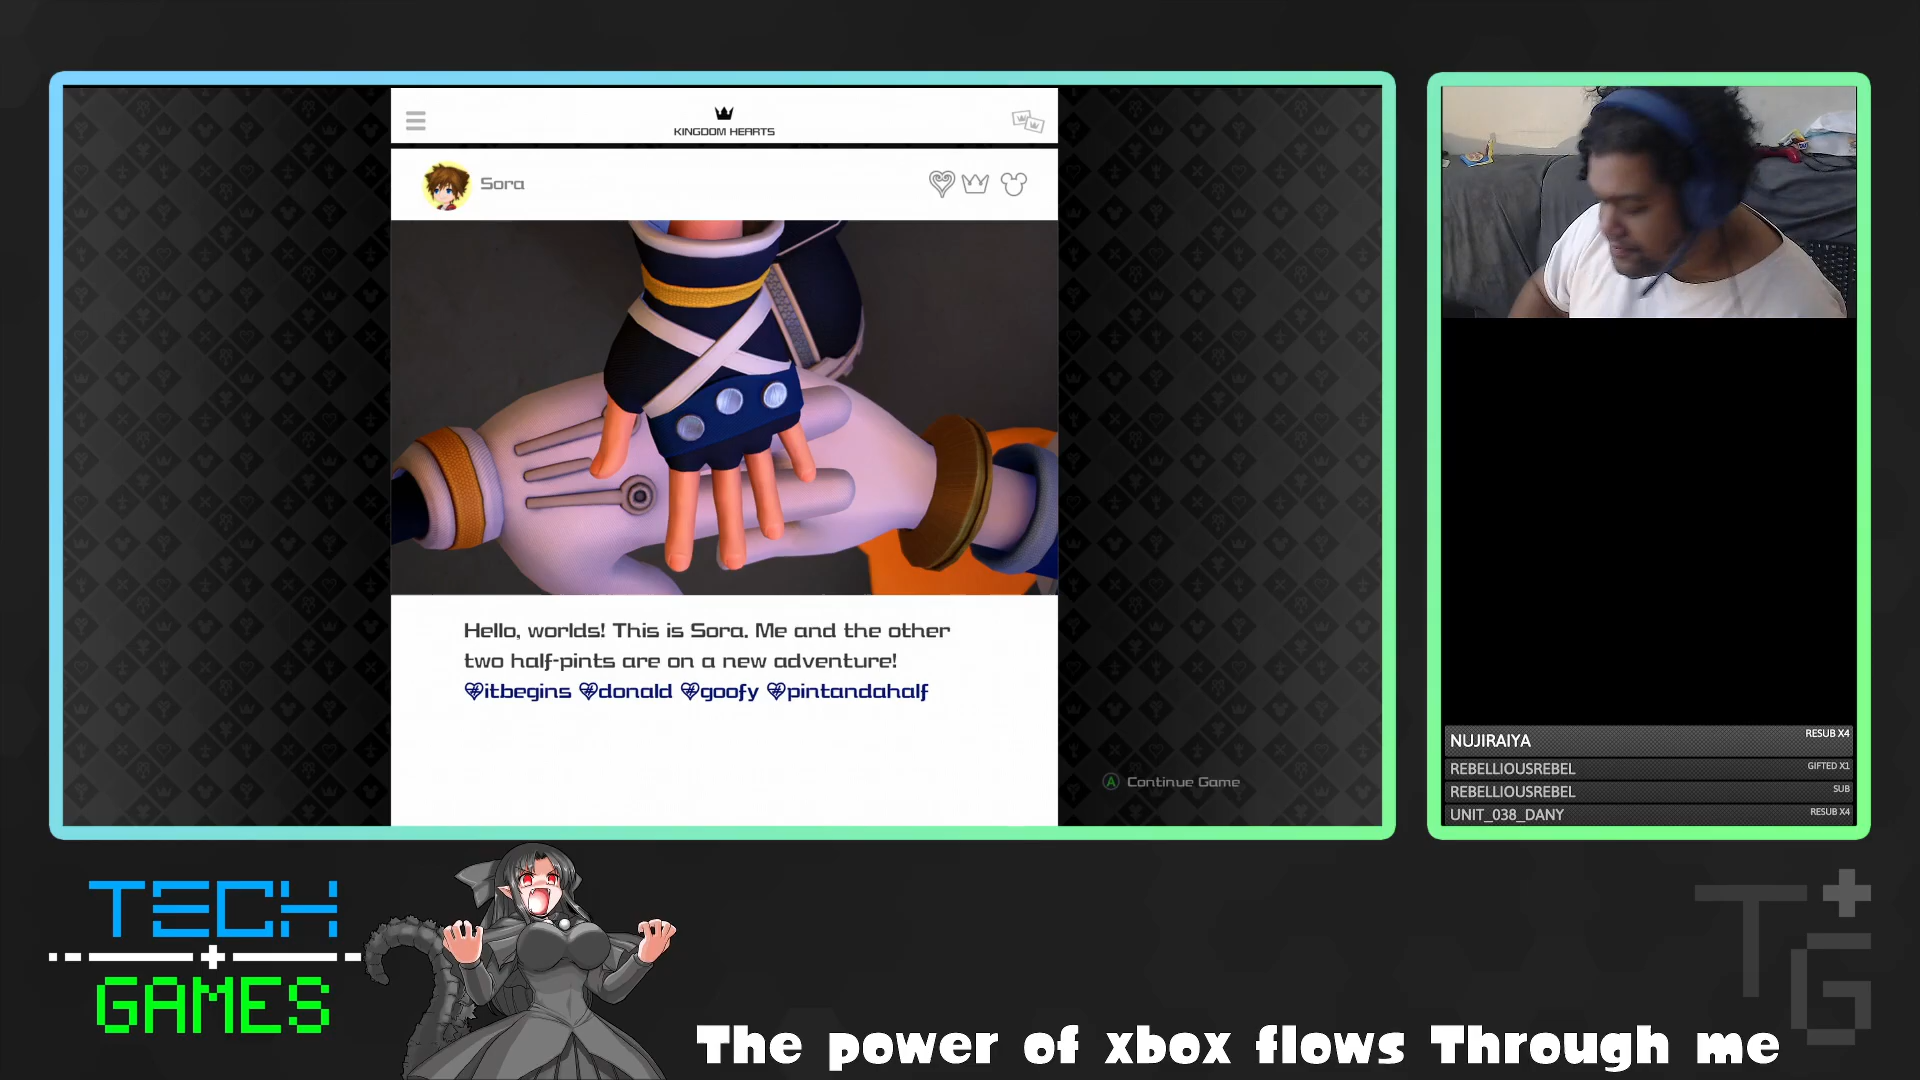 KINGDOM HEARTS
Sora
Hello, worlds! This is Sora. Me and the other
two half-pints are on a new adventure!
#itbegins #donald #goofy #pintandahalf
A Continue Game
NUJIRAIYA RESUB X4
REBELLIOUSREBEL GIFTED X1
REBELLIOUSREBEL SUB
UNIT_038_DANY RESUB X4
TECH
+
GAMES
The power of xbox flows Through me
T+
G